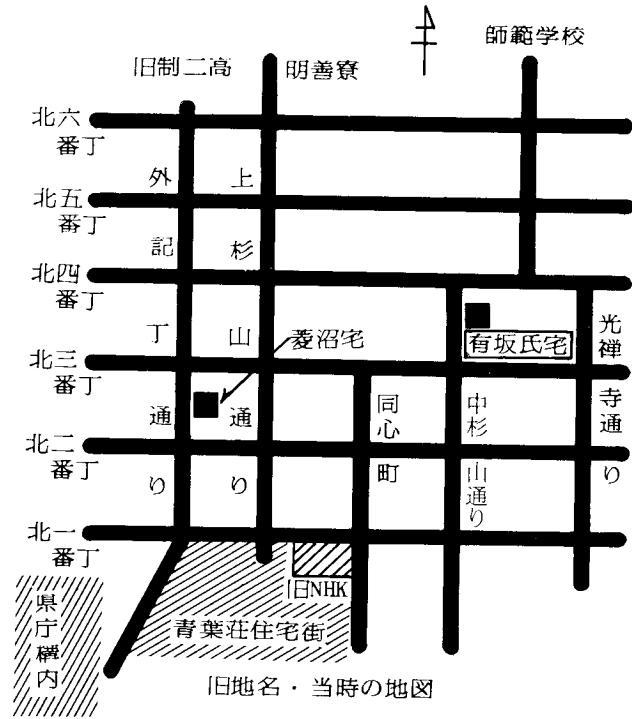 師範学校
旧制二高
明善寮
北六
番丁
北五
番丁
北四
番丁
北三
番丁
北二
番丁
北一
番丁
外記丁通り
上杉山通り
菱沼宅
有坂氏宅
光禅寺通り
同心町
中杉山通り
旧NHK
青葉荘住宅街
県庁構内
旧地名・当時の地図